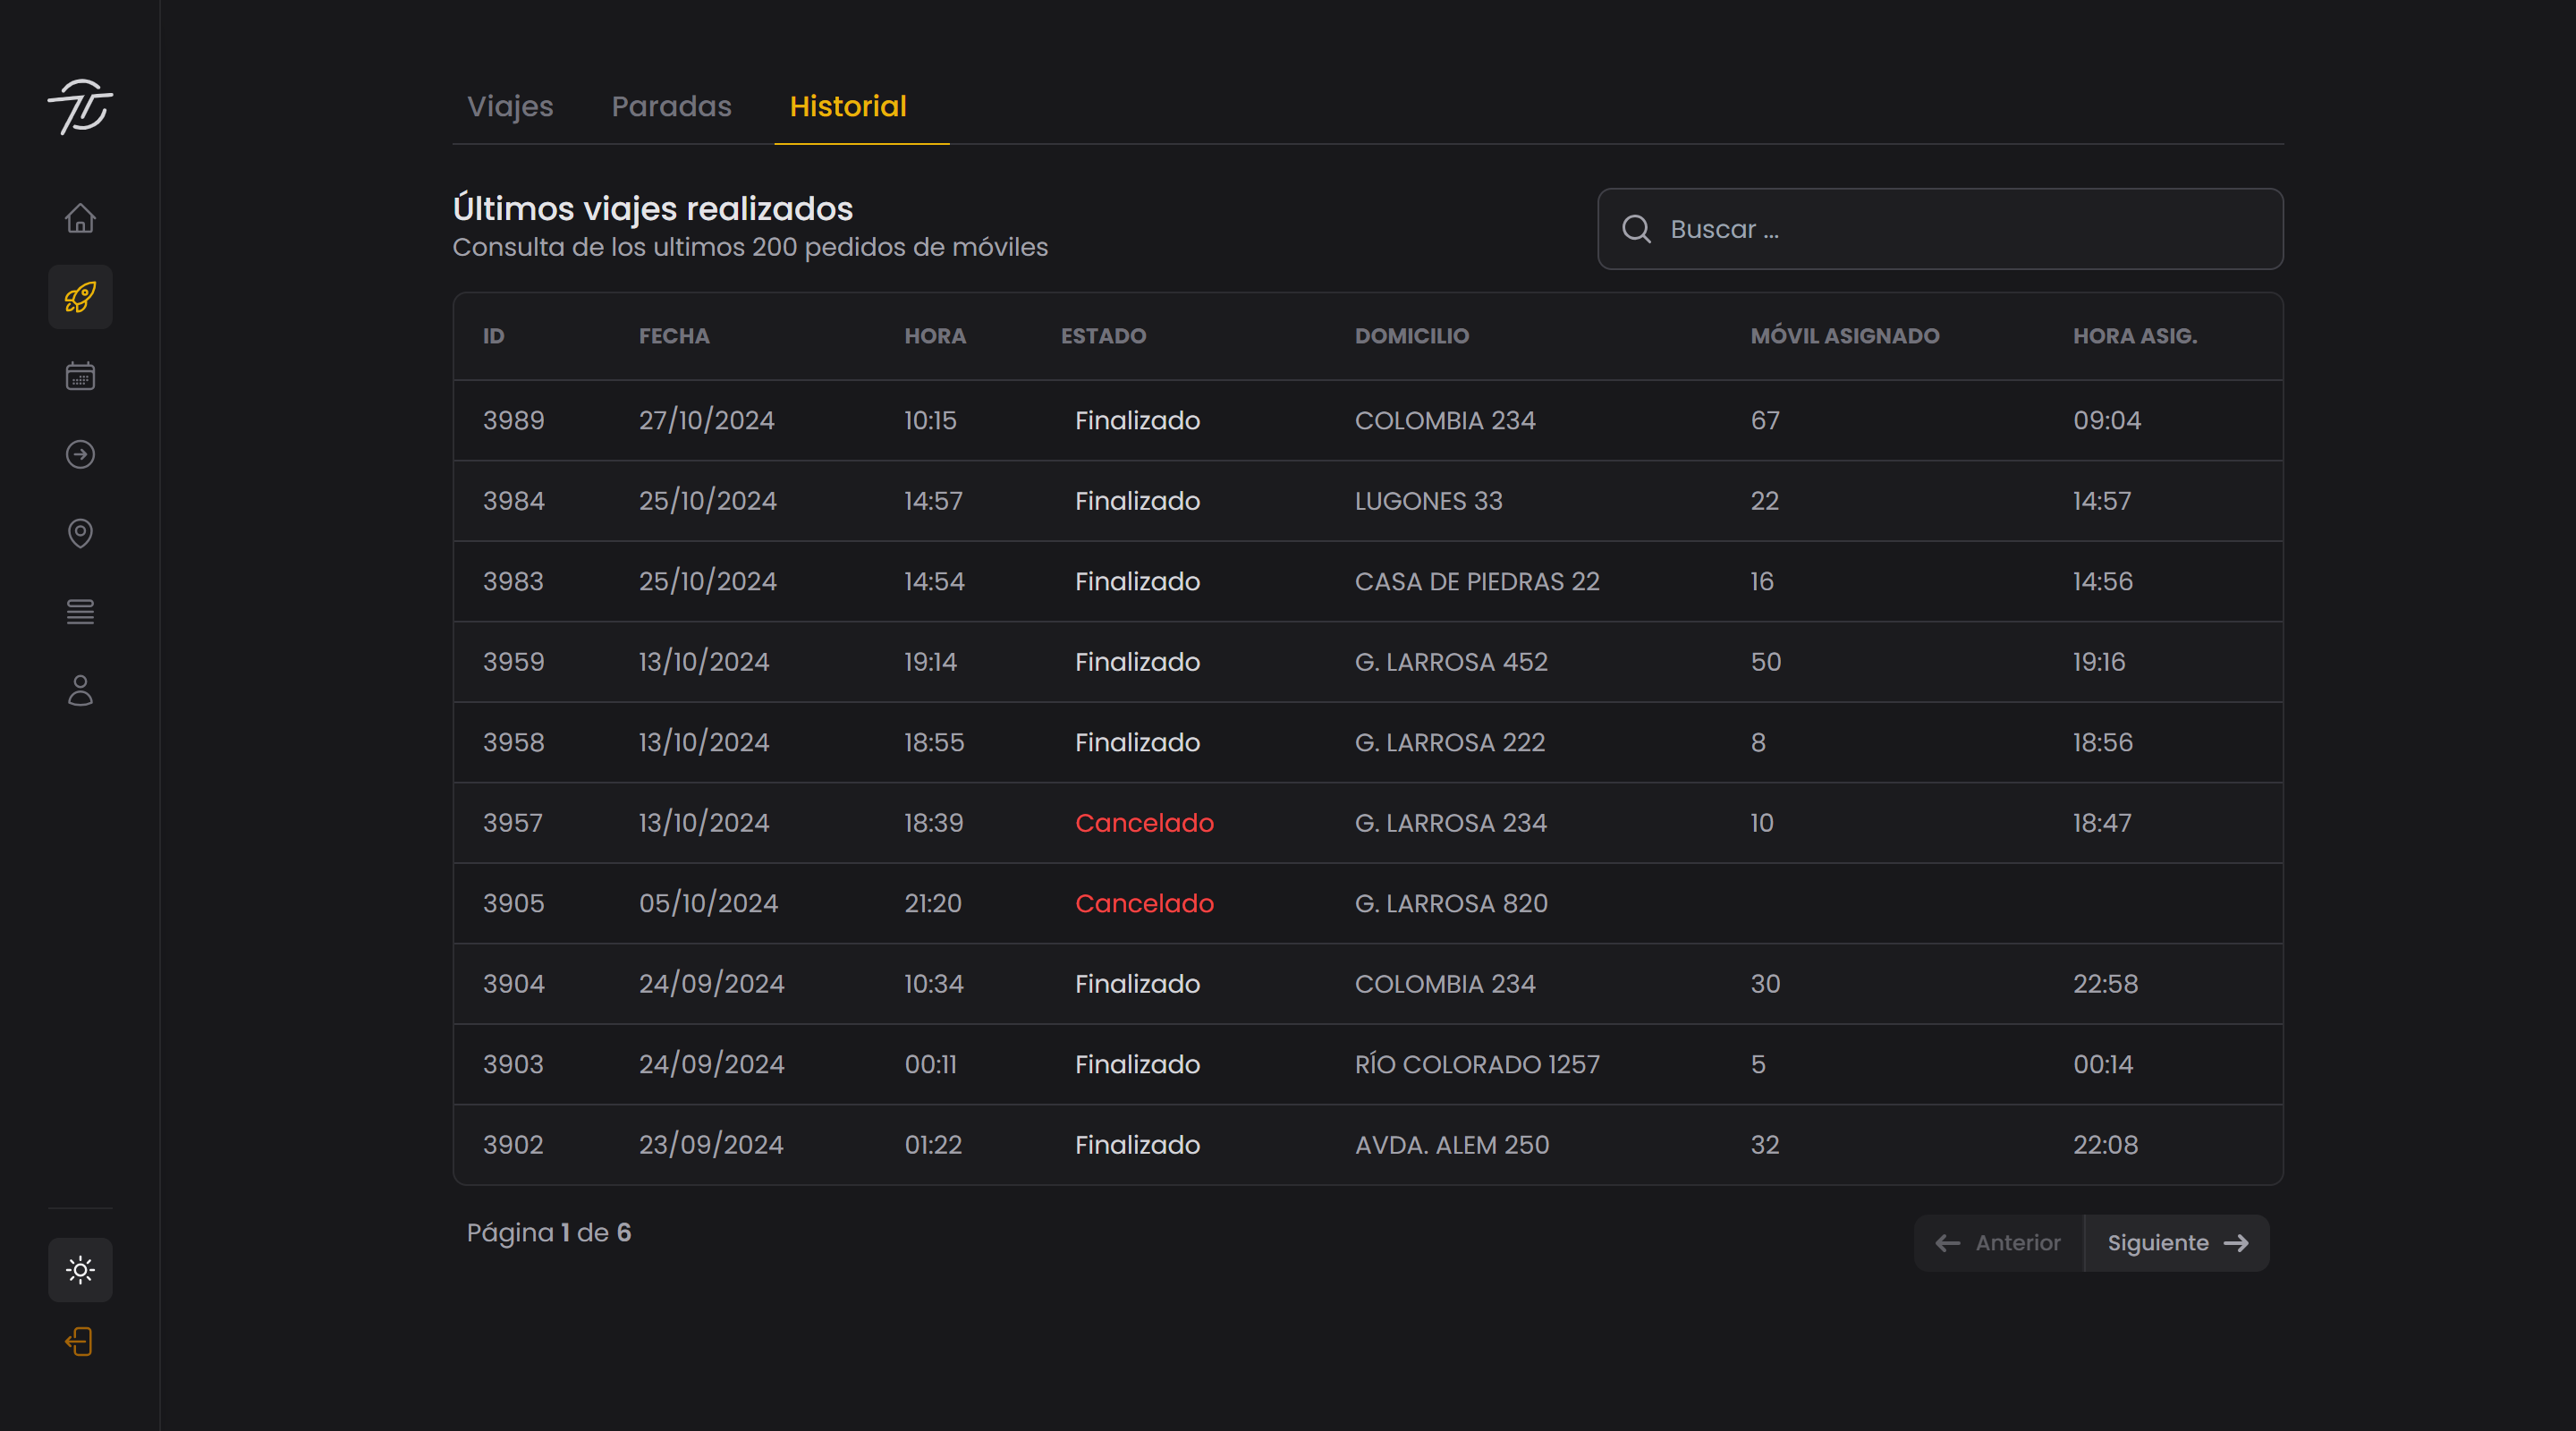 Viajes Paradas Historial
Últimos viajes realizados
Consulta de los ultimos 200 pedidos de móviles
Buscar ...
ID FECHA HORA ESTADO DOMICILIO MÓVIL ASIGNADO HORA ASIG.
3989 27/10/2024 10:15 Finalizado COLOMBIA 234 67 09:04
3984 25/10/2024 14:57 Finalizado LUGONES 33 22 14:57
3983 25/10/2024 14:54 Finalizado CASA DE PIEDRAS 22 16 14:56
3959 13/10/2024 19:14 Finalizado G. LARROSA 452 50 19:16
3958 13/10/2024 18:55 Finalizado G. LARROSA 222 8 18:56
3957 13/10/2024 18:39 Cancelado G. LARROSA 234 10 18:47
3905 05/10/2024 21:20 Cancelado G. LARROSA 820
3904 24/09/2024 10:34 Finalizado COLOMBIA 234 30 22:58
3903 24/09/2024 00:11 Finalizado RÍO COLORADO 1257 5 00:14
3902 23/09/2024 01:22 Finalizado AVDA. ALEM 250 32 22:08
Página 1 de 6
Anterior Siguiente